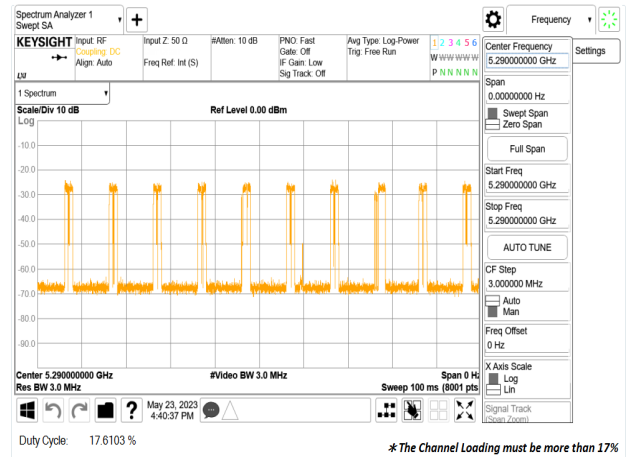 Spectrum Analyzer 1
Swept SA
Frequency
KEYSIGHT
Input: RF
Coupling: DC
Align: Auto
Input Z: 50 Ω
Freq Ref: Int (S)
#Atten: 10 dB
PNO: Fast
Gate: Off
IF Gain: Low
Sig Track: Off
Avg Type: Log-Power
Trig: Free Run
1 2 3 4 5 6
W W W W W W
P N N N N N
LXI
1 Spectrum
Scale/Div 10 dB
Ref Level 0.00 dBm
Log
-10.0
-20.0
-30.0
-40.0
-50.0
-60.0
-70.0
-80.0
-90.0
Center 5.290000000 GHz
#Video BW 3.0 MHz
Span 0 Hz
Res BW 3.0 MHz
Sweep 100 ms (8001 pts
Center Frequency
5.290000000 GHz
Settings
Span
0.00000000 Hz
Swept Span
Zero Span
Full Span
Start Freq
5.290000000 GHz
Stop Freq
5.290000000 GHz
AUTO TUNE
CF Step
3.000000 MHz
Auto
Man
Freq Offset
0 Hz
X Axis Scale
Log
Lin
Signal Track
(Span Zoom)
?
May 23, 2023
4:40:37 PM
Duty Cycle: 17.6103 %
* The Channel Loading must be more than 17%